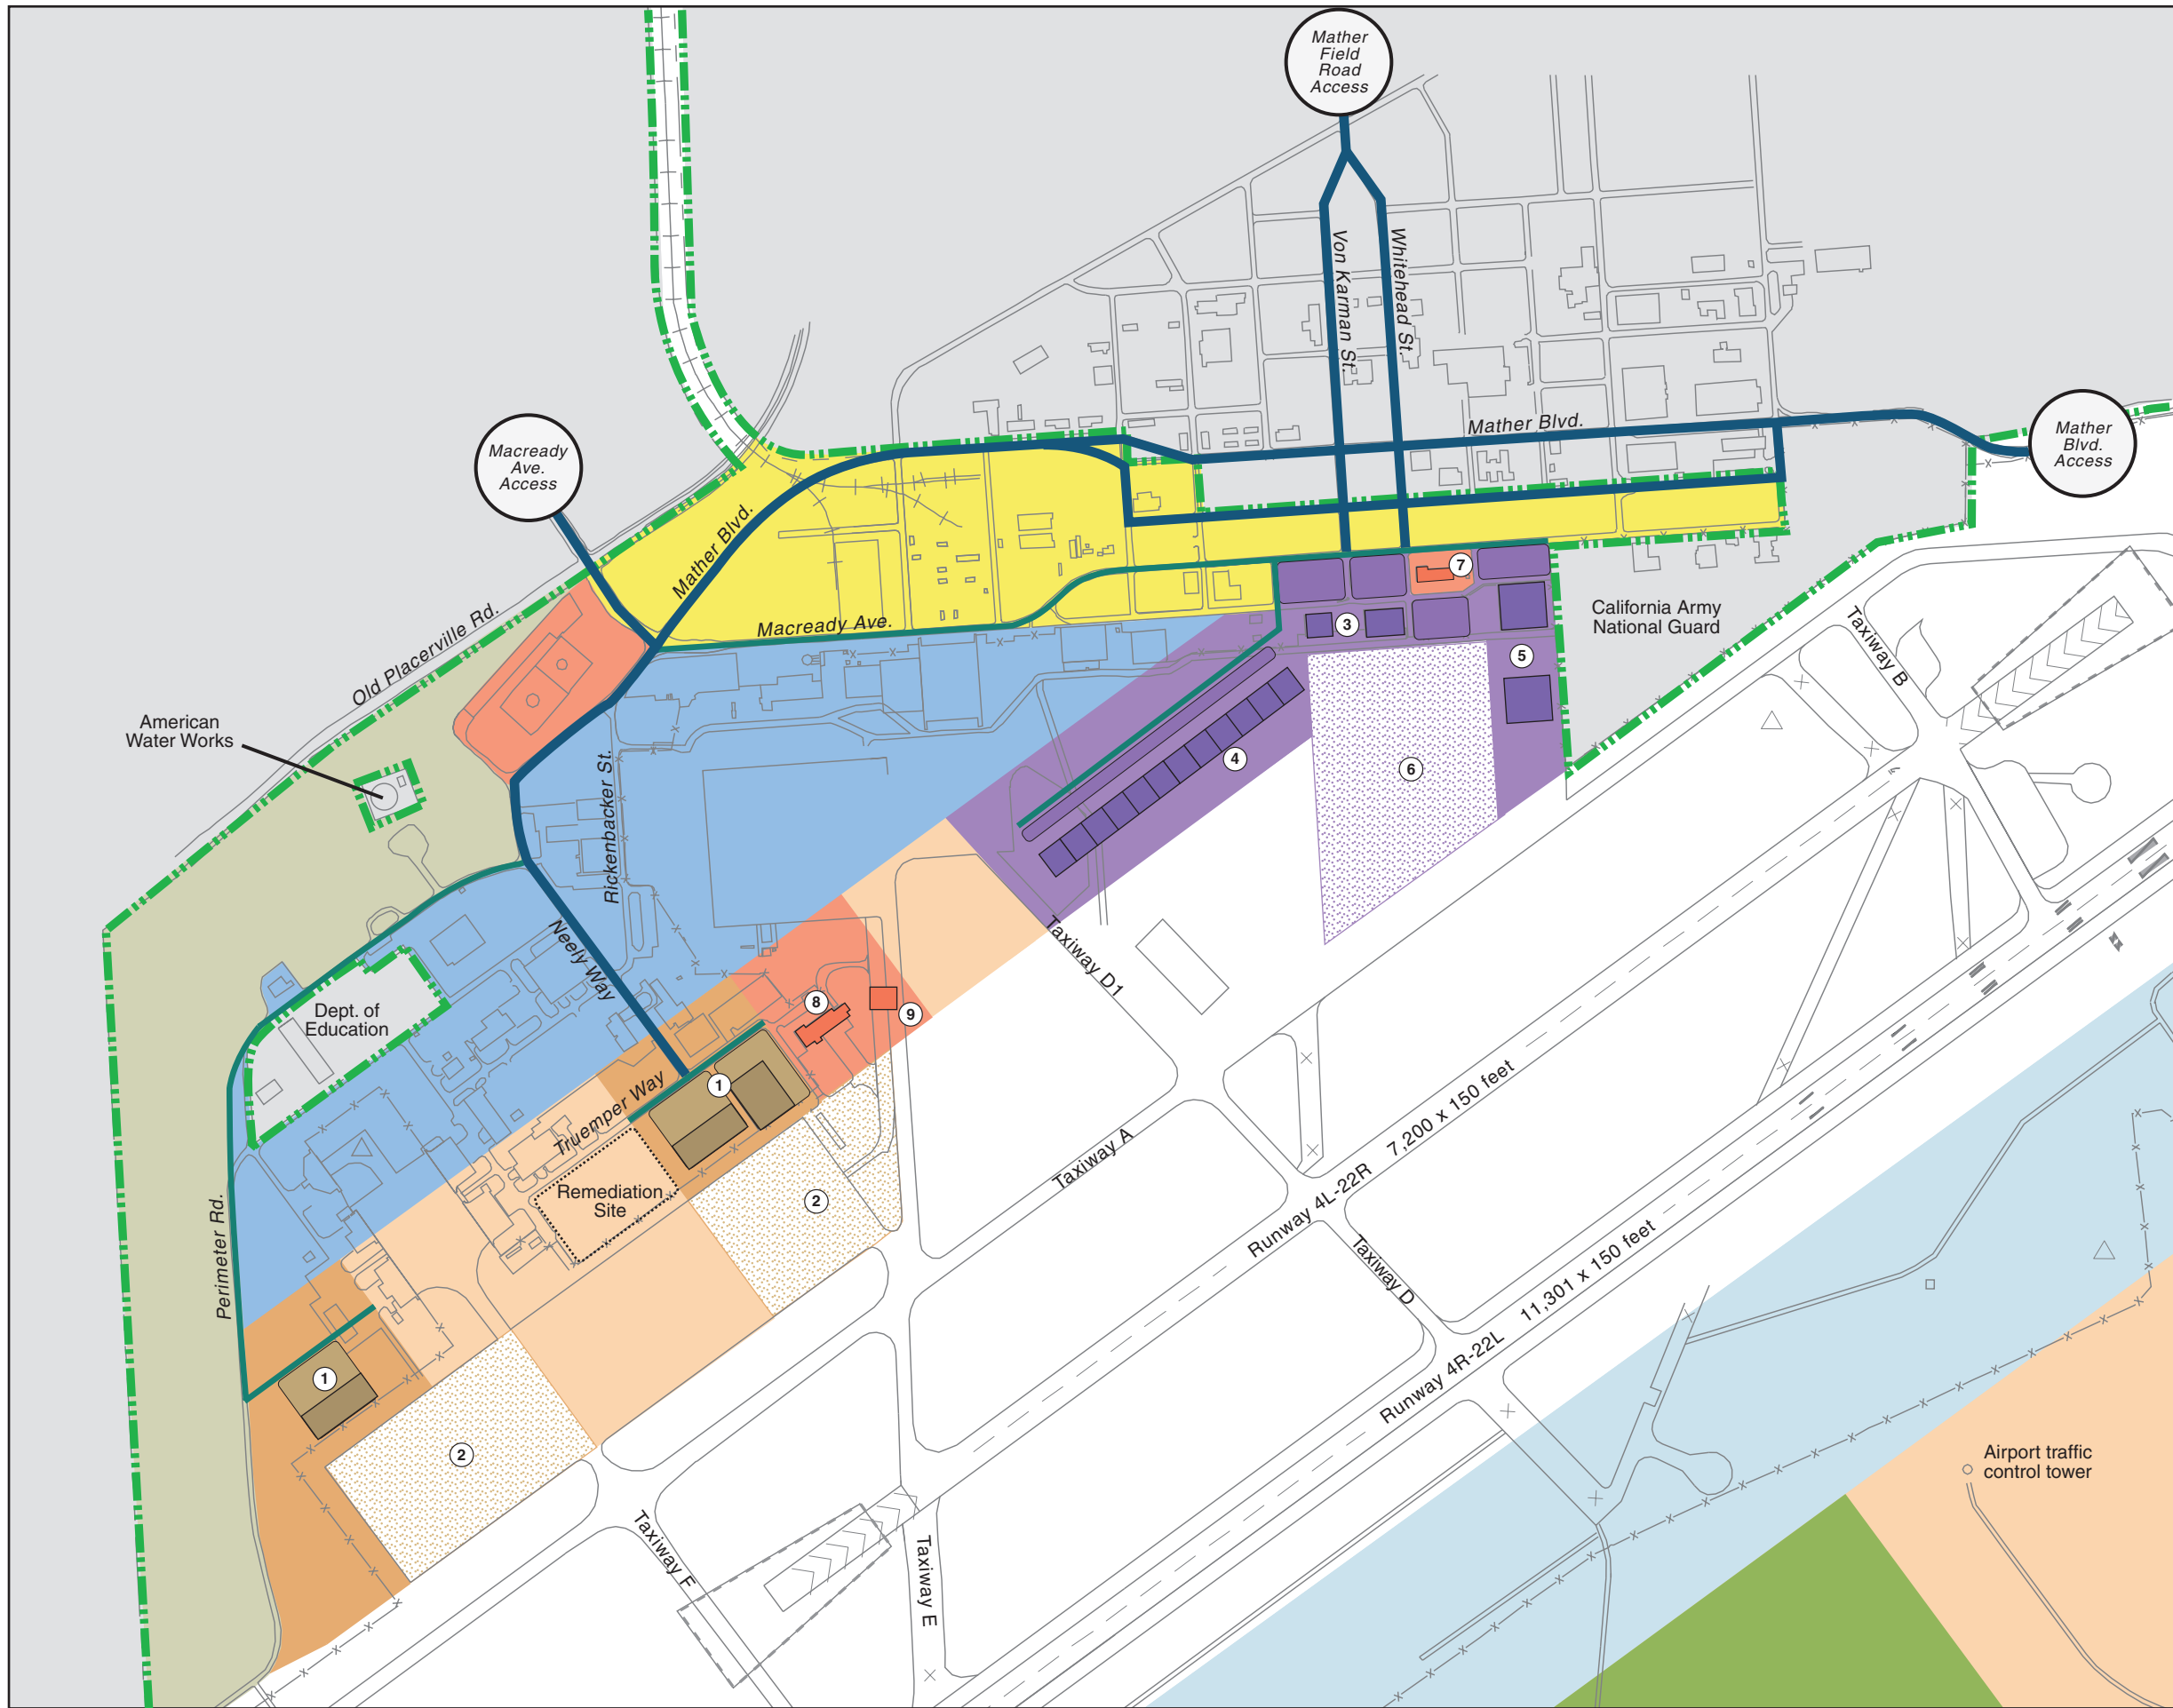 Mather
Field
Road
Access
Von Karman St.
Whitehead St.
Mather Blvd.
Mather
Blvd.
Access
Macready
Ave.
Access
Mather Blvd.
Macready Ave.
Old Placerville Rd.
American
Water Works
Rickenbacker St.
Neely Way
Dept. of
Education
Perimeter Rd.
Truemper Way
Remediation
Site
California Army
National Guard
Taxiway B
Taxiway D1
Taxiway A
Taxiway D
Taxiway E
Taxiway F
Runway 4L-22R 7,200 x 150 feet
Runway 4R-22L 11,301 x 150 feet
Airport traffic
control tower
7
3
5
4
6
8
9
1
2
1
2